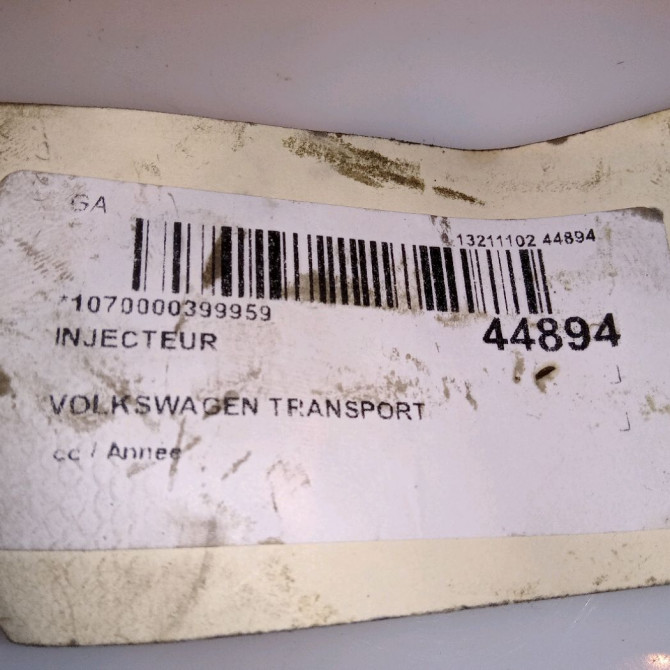 GA
13211102 44894
*1070000399959
44894
INJECTEUR
VOLKSWAGEN TRANSPORT
cc / Annee